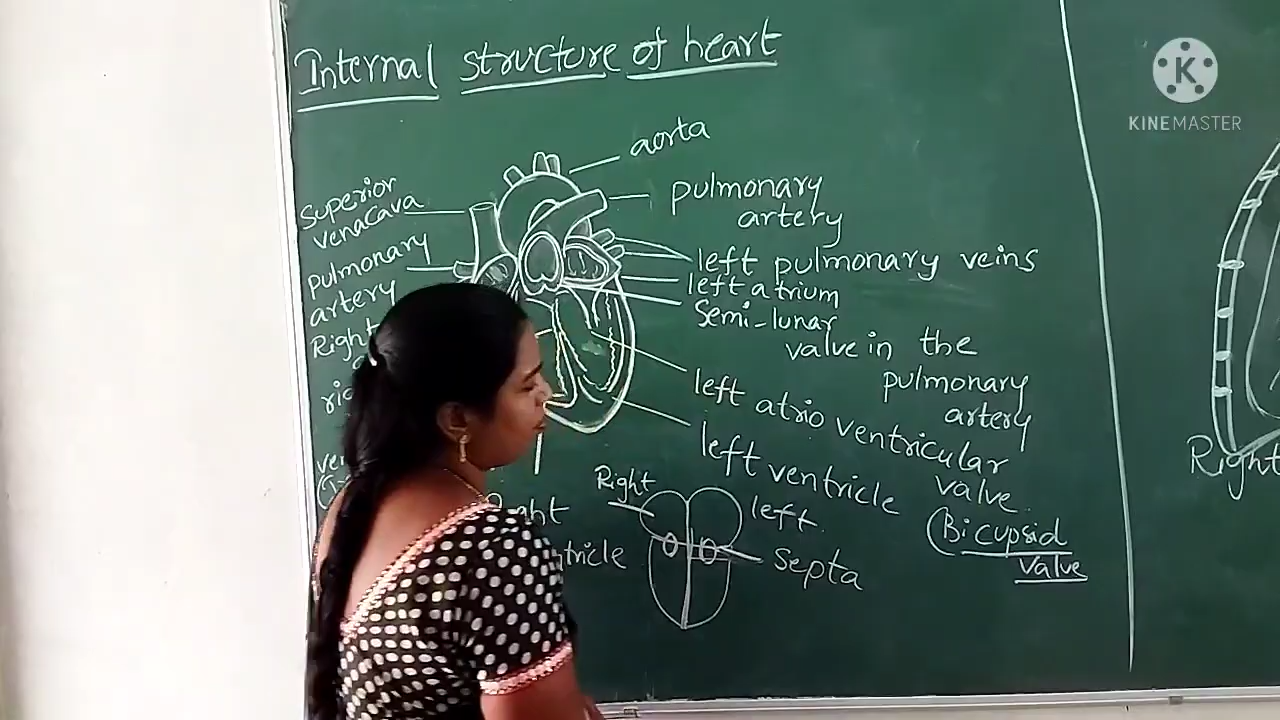 Internal structure of heart
aorta
Superior
venacava
pulmonary
artery
pulmonary
artery
Right
left pulmonary veins
left atrium
Semi-lunar
valve in the
pulmonary
artery
left atrio ventricular
valve
(Bicupsid
valve
left ventricle
Right
left
septa
Right
KINEMASTER
K